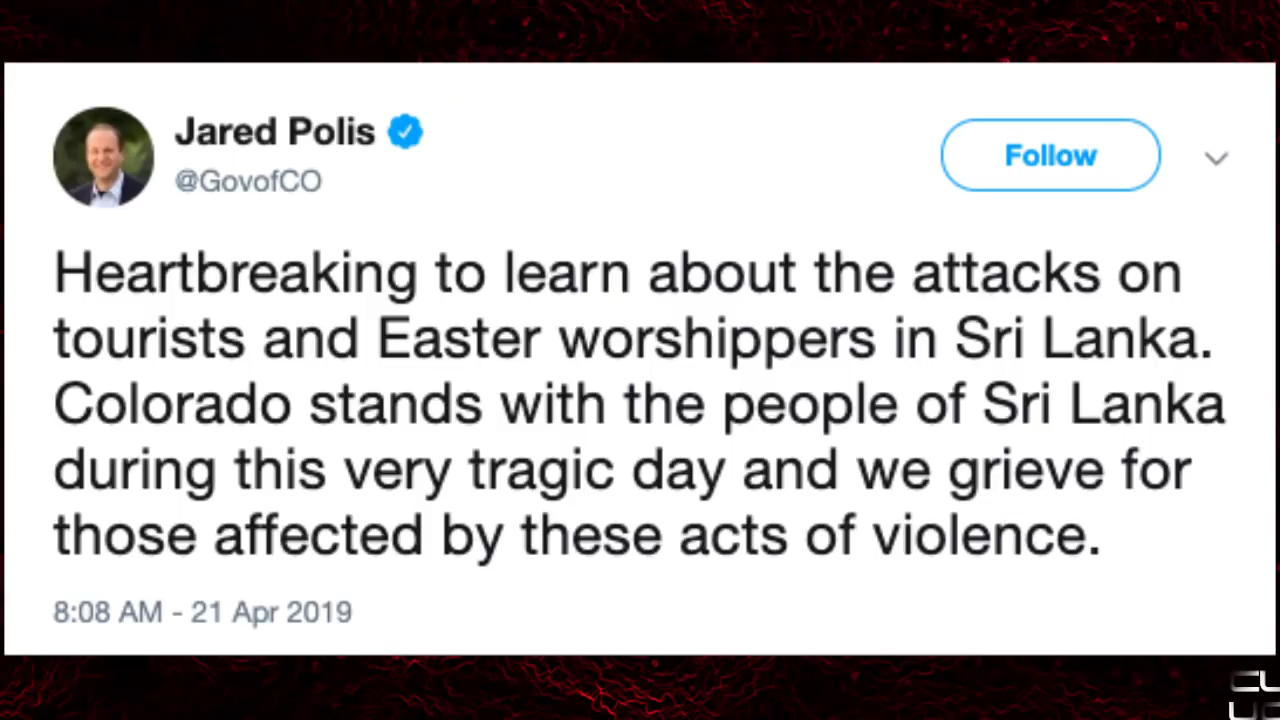 Jared Polis
@GovofCO
Follow
Heartbreaking to learn about the attacks on
tourists and Easter worshippers in Sri Lanka.
Colorado stands with the people of Sri Lanka
during this very tragic day and we grieve for
those affected by these acts of violence.
8:08 AM - 21 Apr 2019